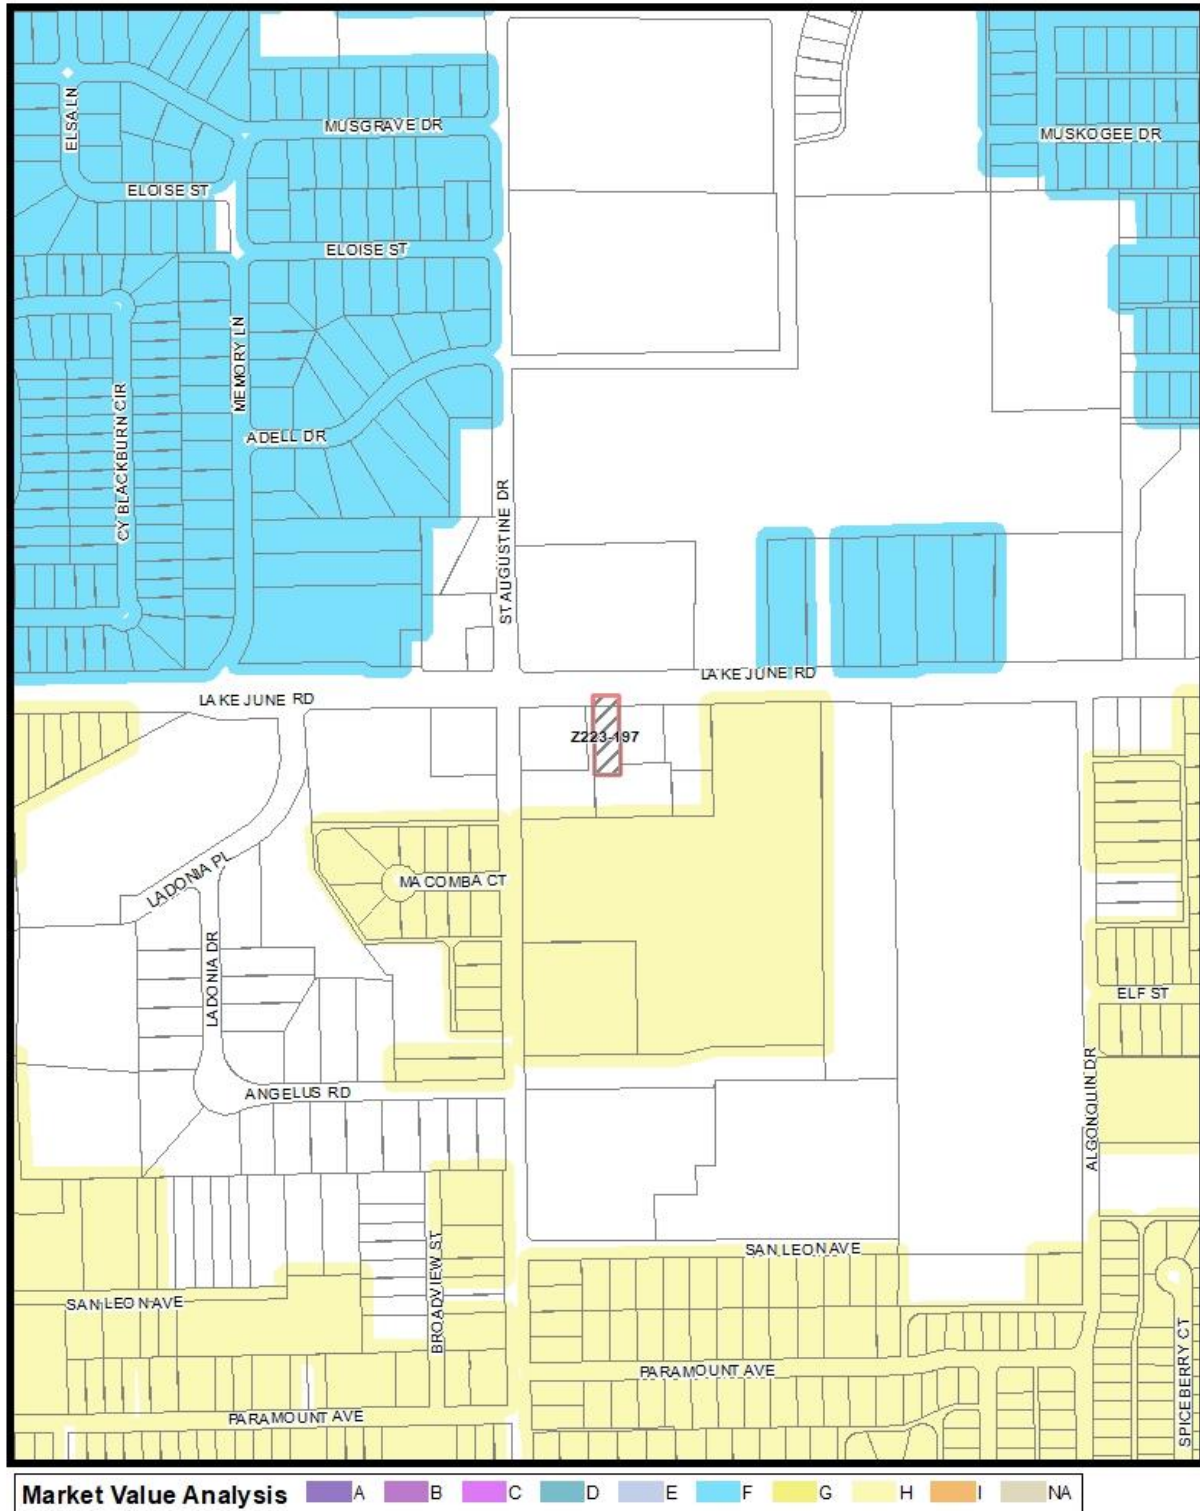 ELSA LN
MUSGRAVE DR
MUSKOGEE DR
ELOISE ST
ELOISE ST
MEMORY LN
CY BLACKBURN CIR
ADELL DR
ST AUGUSTINE DR
LAKE JUNE RD
LAKE JUNE RD
Z223-197
LADONIA PL
MACOMBA CT
LADONIA DR
ELF ST
ANGELUS RD
ALGONQUIN DR
BROADVIEW ST
SAN LEON AVE
SAN LEON AVE
SPICEBERRY CT
PARAMOUNT AVE
PARAMOUNT AVE
Market Value Analysis A B C D E F G H I NA